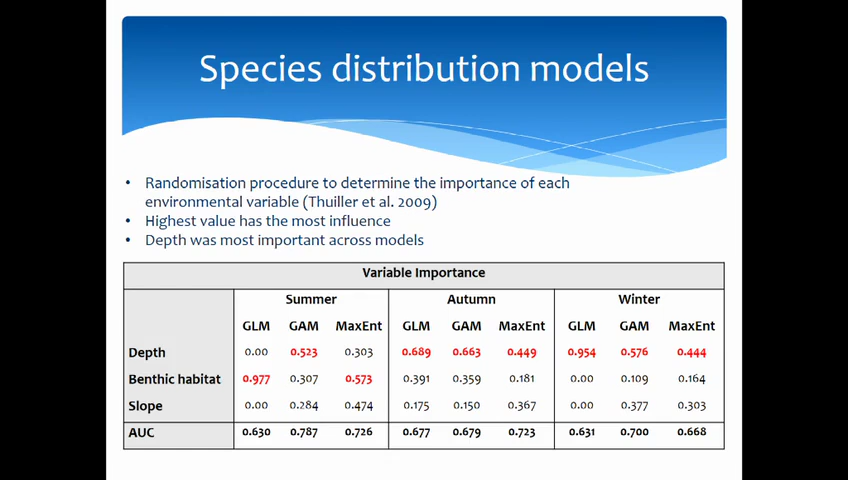 Species distribution models
• Randomisation procedure to determine the importance of each
environmental variable (Thuiller et al. 2009)
• Highest value has the most influence
• Depth was most important across models
Variable Importance
Summer Autumn Winter
GLM GAM MaxEnt GLM GAM MaxEnt GLM GAM MaxEnt
Depth 0.00 0.523 0.303 0.689 0.663 0.449 0.954 0.576 0.444
Benthic habitat 0.977 0.307 0.573 0.391 0.359 0.181 0.00 0.109 0.164
Slope 0.00 0.284 0.474 0.175 0.150 0.367 0.00 0.377 0.303
AUC 0.630 0.787 0.726 0.677 0.679 0.723 0.631 0.700 0.668